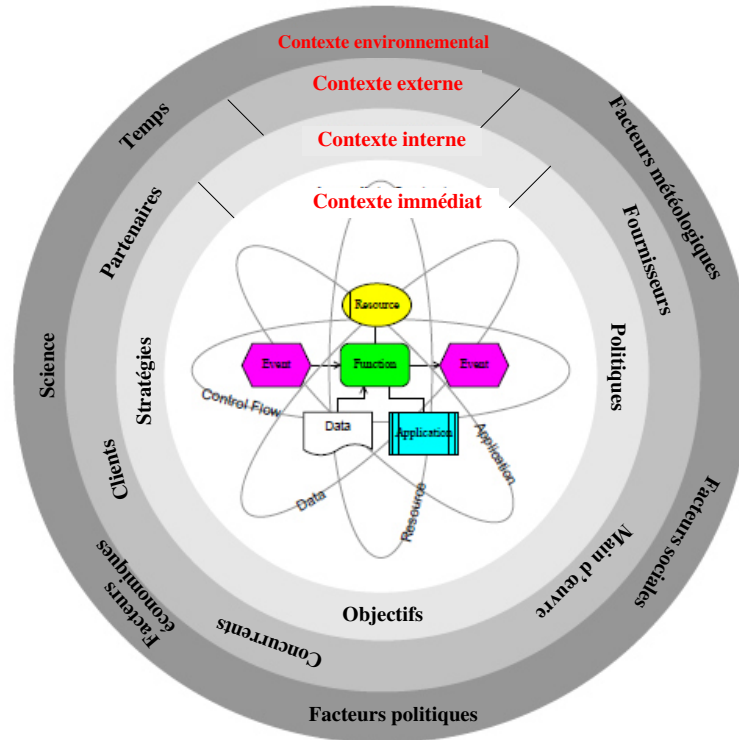 Contexte environnemental
Contexte externe
Contexte interne
Contexte immédiat
Temps
Facteurs météologiques
Partenaires
Fournisseurs
Science
Stratégies
Politiques
Resource
Event
Function
Event
Control Flow
Data
Application
Application
Data
Resource
Clients
Facteurs sociales
Main d'œuvre
Facteurs
économiques
Objectifs
Concurrents
Facteurs politiques